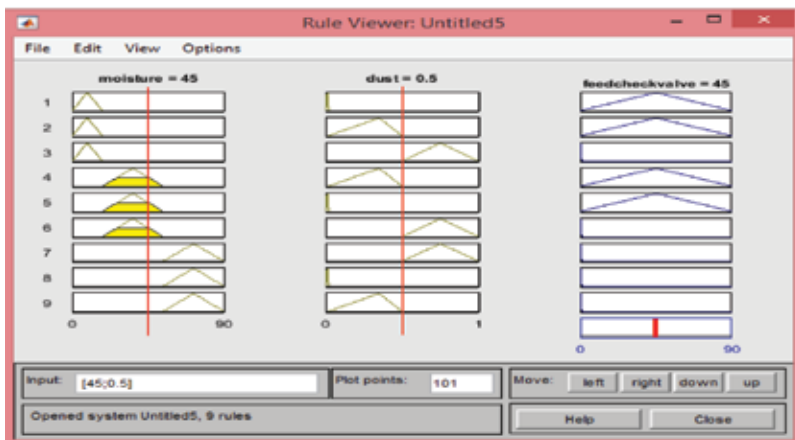 Rule Viewer: Untitled5
File Edit View Options
moisture = 45
dust = 0.5
feedcheckvalve = 45
1
2
3
4
5
6
7
8
9
0 90
0 1
0 90
Input: [45;0.5]
Plot points: 101
Move: left right down up
Opened system Untitled5, 9 rules
Help Close